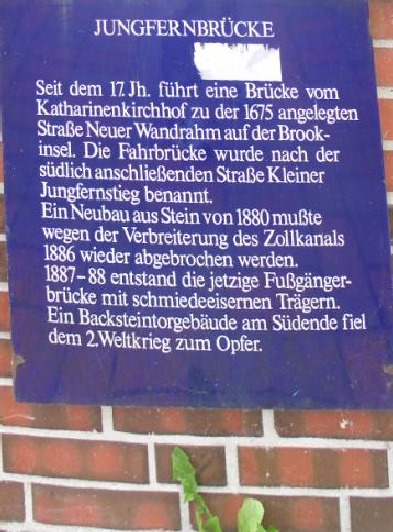 JUNGFERNBRÜCKE
Seit dem 17. Jh. führt eine Brücke vom
Katharinenkirchhof zu der 1675 angelegten
Straße Neuer Wandrahm auf der Brook-
insel. Die Fahrbrücke wurde nach der
südlich anschließenden Straße Kleiner
Jungfernstieg benannt.
Ein Neubau aus Stein von 1880 mußte
wegen der Verbreiterung des Zollkanals
1886 wieder abgebrochen werden.
1887-88 entstand die jetzige Fußgänger-
brücke mit schmiedeeisernen Trägern.
Ein Backsteintorgebäude am Südende fiel
dem 2. Weltkrieg zum Opfer.